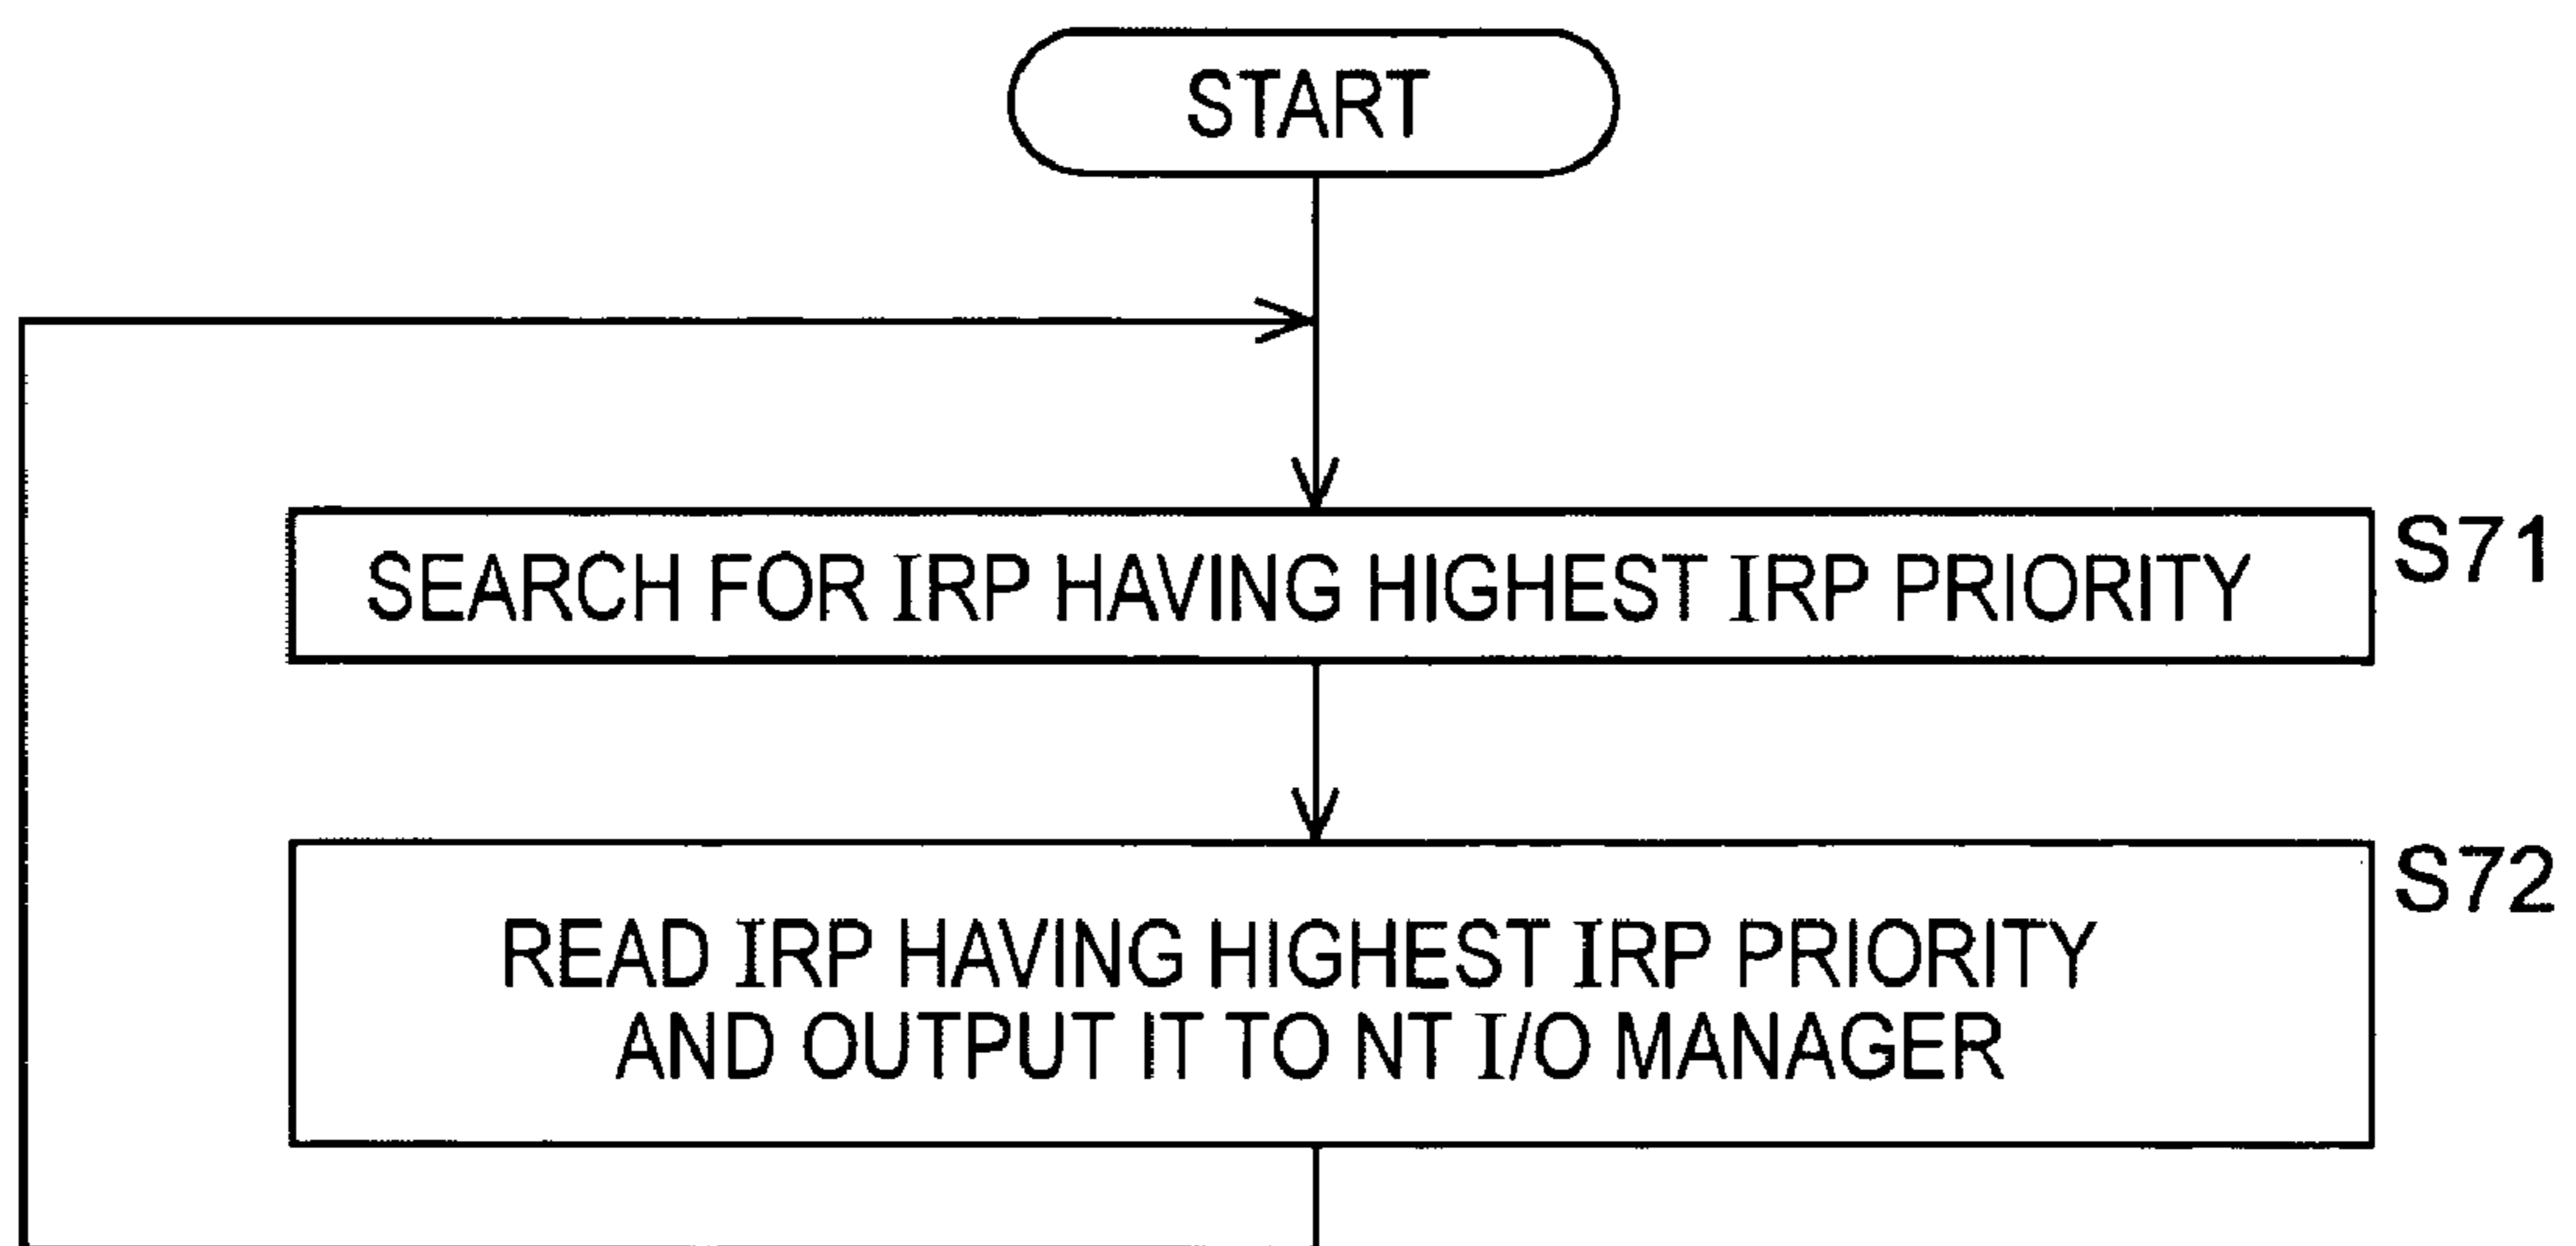 START
SEARCH FOR IRP HAVING HIGHEST IRP PRIORITY
S71
READ IRP HAVING HIGHEST IRP PRIORITY
AND OUTPUT IT TO NT I/O MANAGER
S72